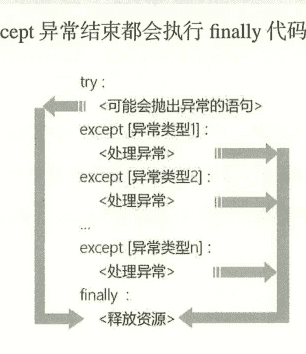 cept 异常结束都会执行 finally 代码
try :
<可能会抛出异常的语句>
except [异常类型1] :
<处理异常>
except [异常类型2] :
<处理异常>
...
except [异常类型n] :
<处理异常>
finally :
<释放资源>